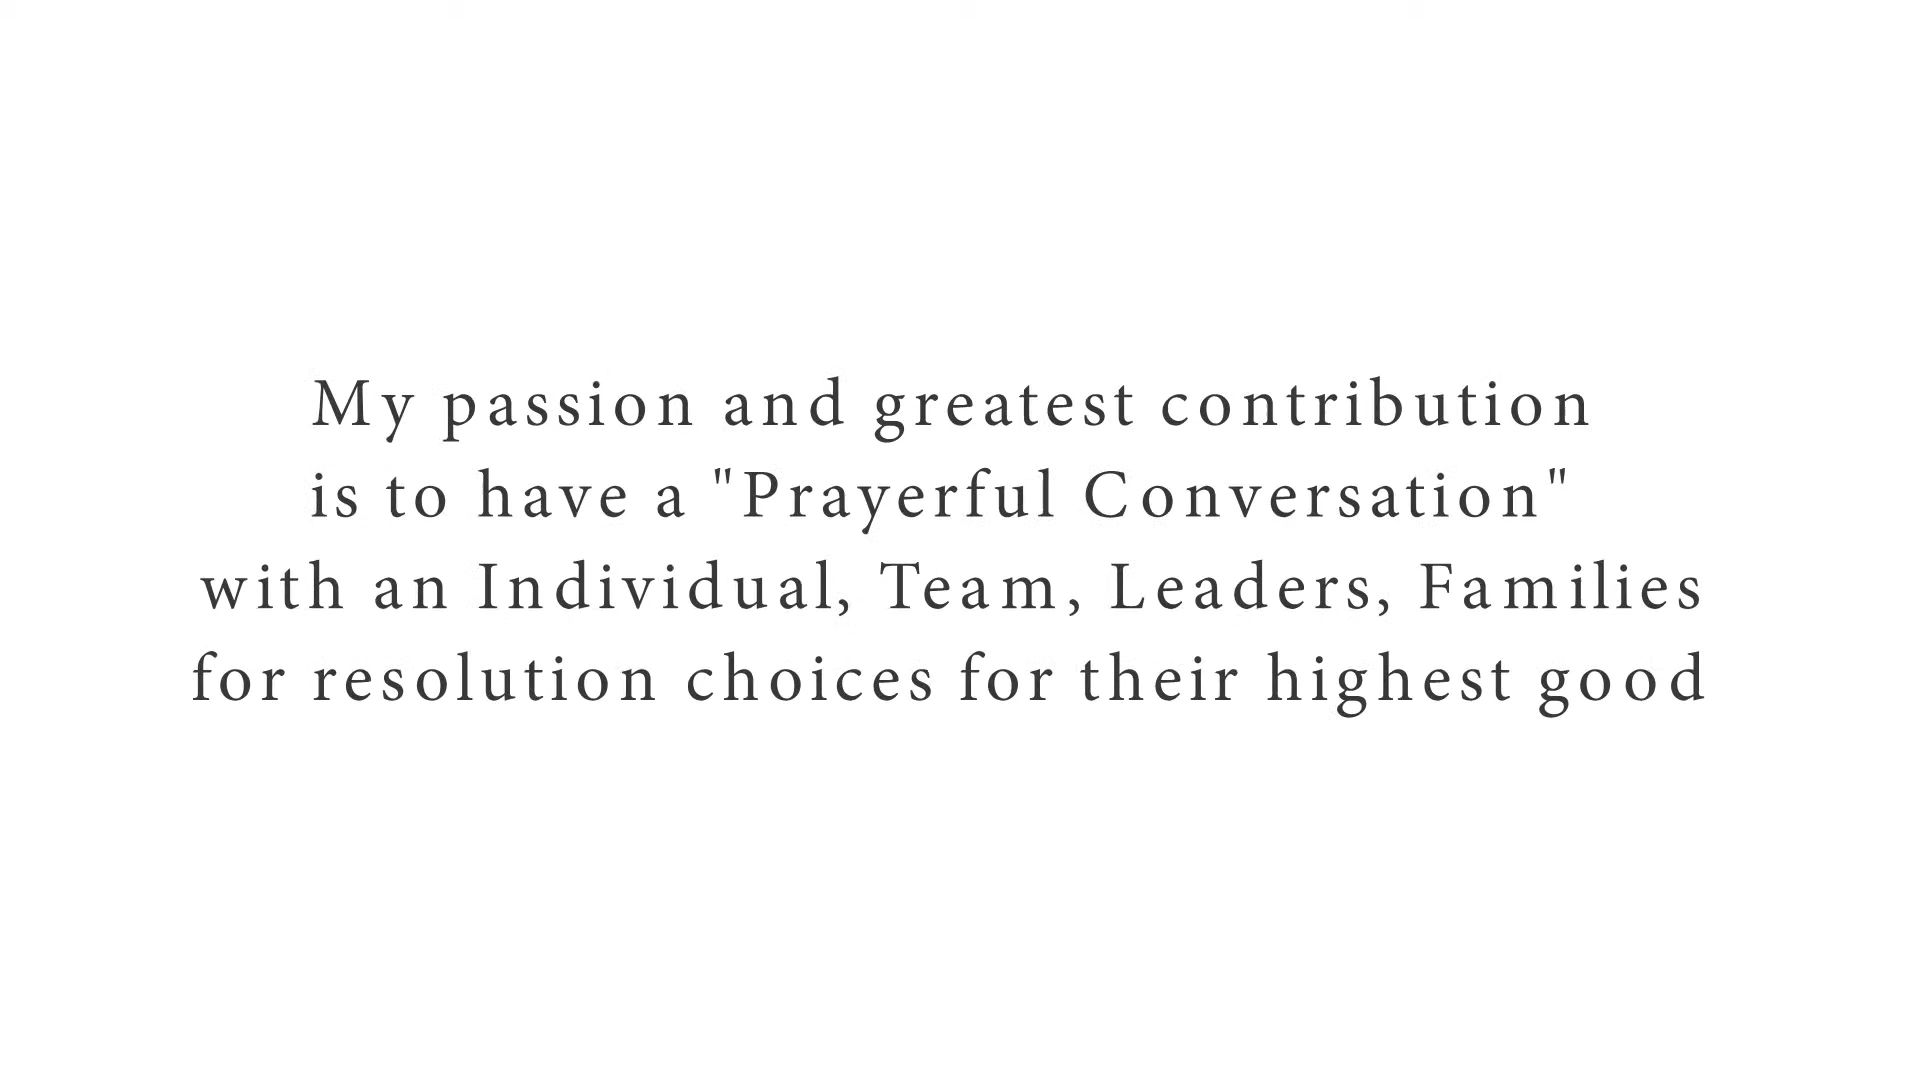 My passion and greatest contribution
is to have a "Prayerful Conversation"
with an Individual, Team, Leaders, Families
for resolution choices for their highest good